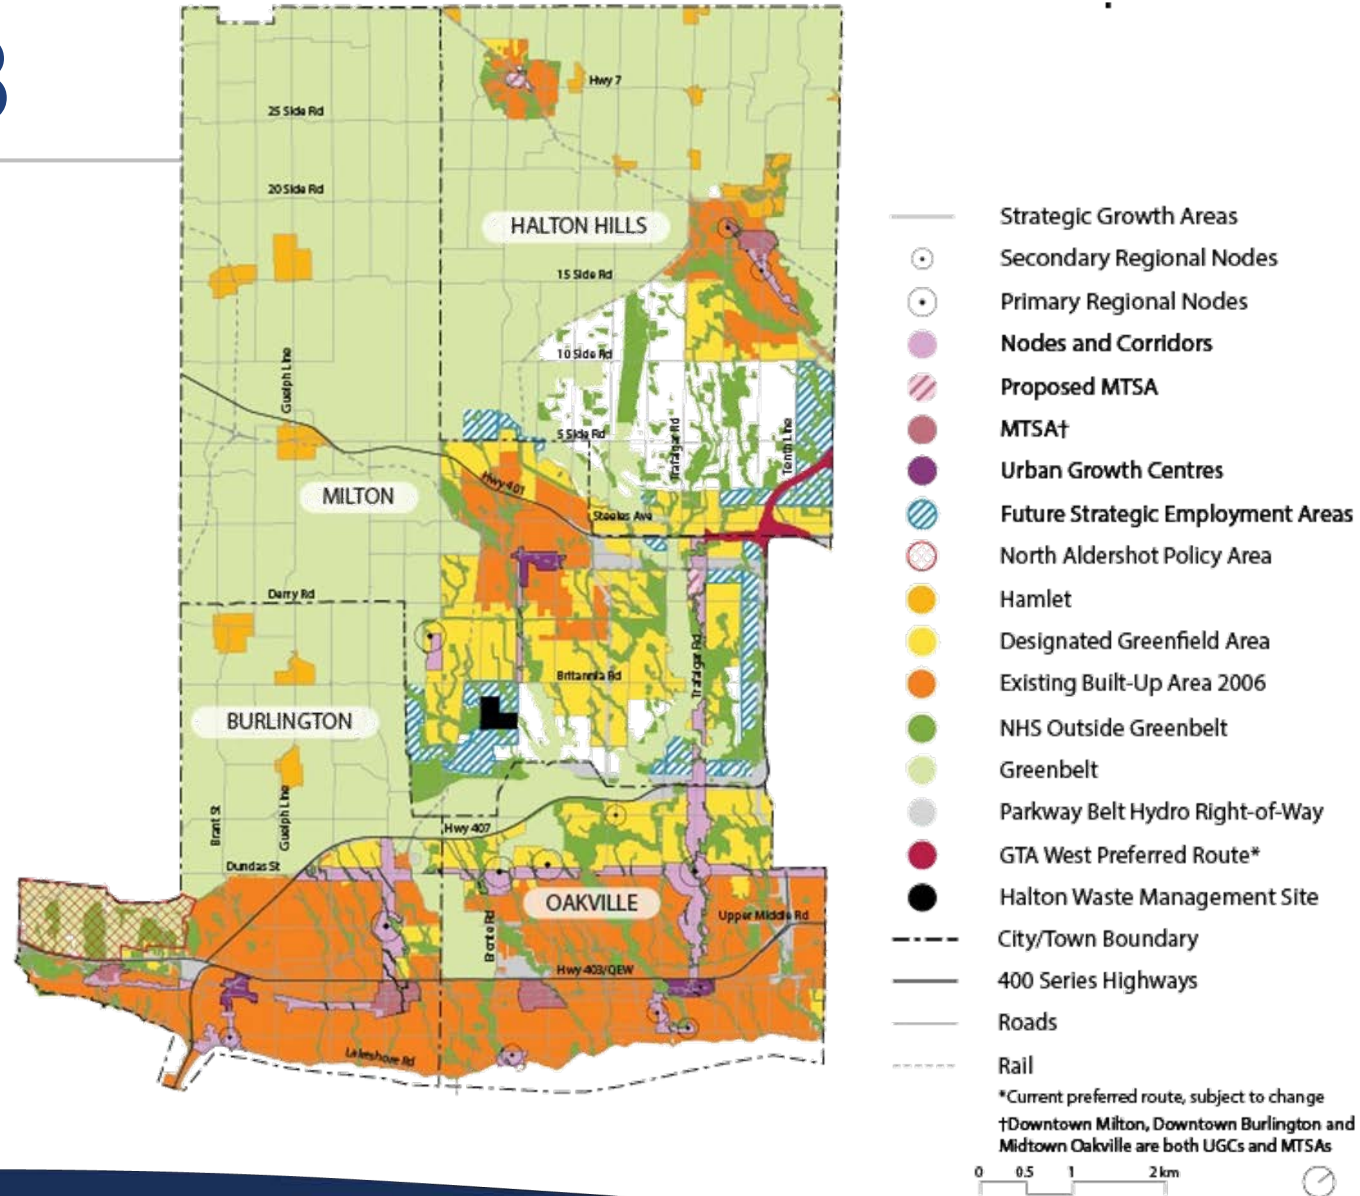 25 Side Rd
Hwy 7
20 Side Rd
HALTON HILLS
15 Side Rd
10 Side Rd
Guelph Line
5 Side Rd
Trafalgar Rd
Tenth Line
Hwy 401
MILTON
Steeles Ave
Derry Rd
Trafalgar Rd
Britannia Rd
BURLINGTON
Brant St
Guelph Line
Hwy 407
Dundas St
OAKVILLE
Upper Middle Rd
Bronte Rd
Hwy 403/QEW
Lakeshore Rd
Strategic Growth Areas
Secondary Regional Nodes
Primary Regional Nodes
Nodes and Corridors
Proposed MTSA
MTSA†
Urban Growth Centres
Future Strategic Employment Areas
North Aldershot Policy Area
Hamlet
Designated Greenfield Area
Existing Built-Up Area 2006
NHS Outside Greenbelt
Greenbelt
Parkway Belt Hydro Right-of-Way
GTA West Preferred Route*
Halton Waste Management Site
City/Town Boundary
400 Series Highways
Roads
Rail
*Current preferred route, subject to change
†Downtown Milton, Downtown Burlington and
Midtown Oakville are both UGCs and MTSAs
0 0.5 1 2 km